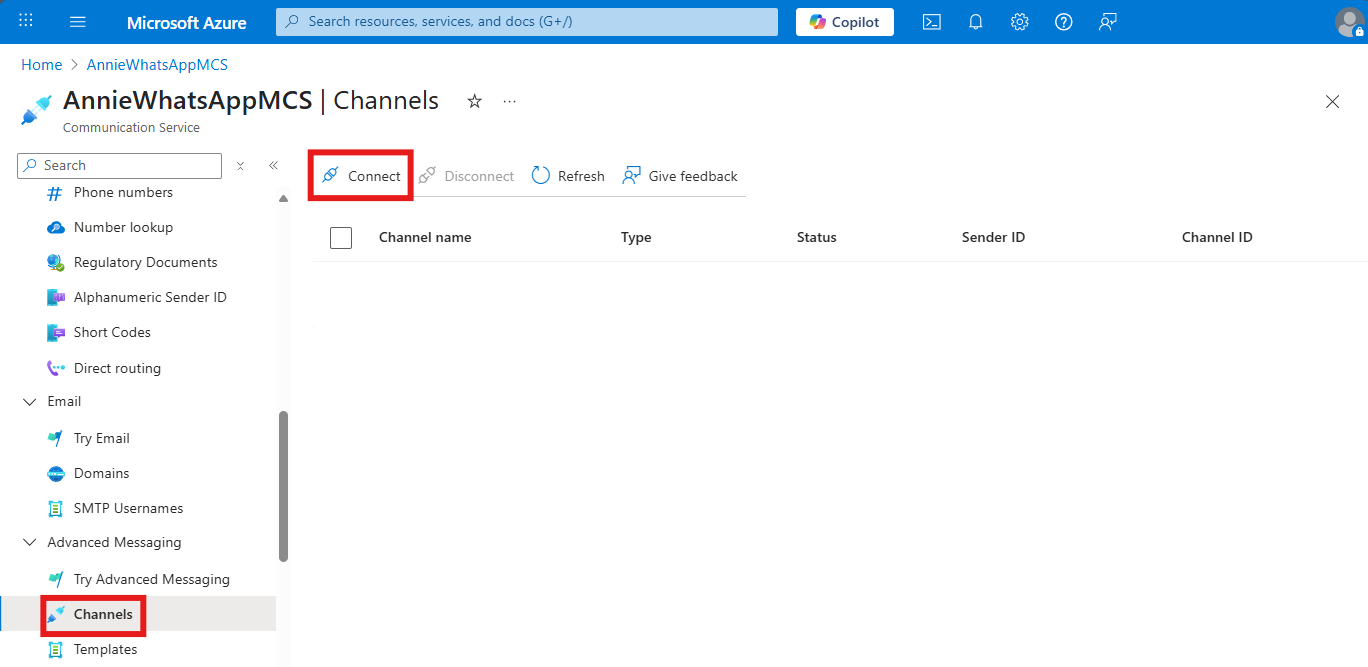 Microsoft Azure
Search resources, services, and docs (G+/)
Copilot
Home > AnnieWhatsAppMCS
AnnieWhatsAppMCS | Channels
Communication Service
Search
Phone numbers
Number lookup
Regulatory Documents
Alphanumeric Sender ID
Short Codes
Direct routing
Email
Try Email
Domains
SMTP Usernames
Advanced Messaging
Try Advanced Messaging
Channels
Templates
Connect Disconnect Refresh Give feedback
Channel name Type Status Sender ID Channel ID